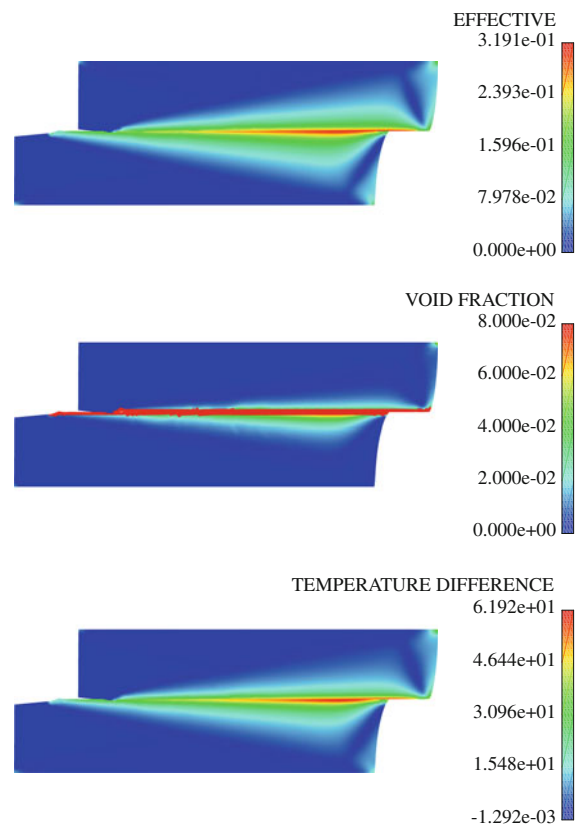 EFFECTIVE
3.191e-01
2.393e-01
1.596e-01
7.978e-02
0.000e+00
VOID FRACTION
8.000e-02
6.000e-02
4.000e-02
2.000e-02
0.000e+00
TEMPERATURE DIFFERENCE
6.192e+01
4.644e+01
3.096e+01
1.548e+01
-1.292e-03